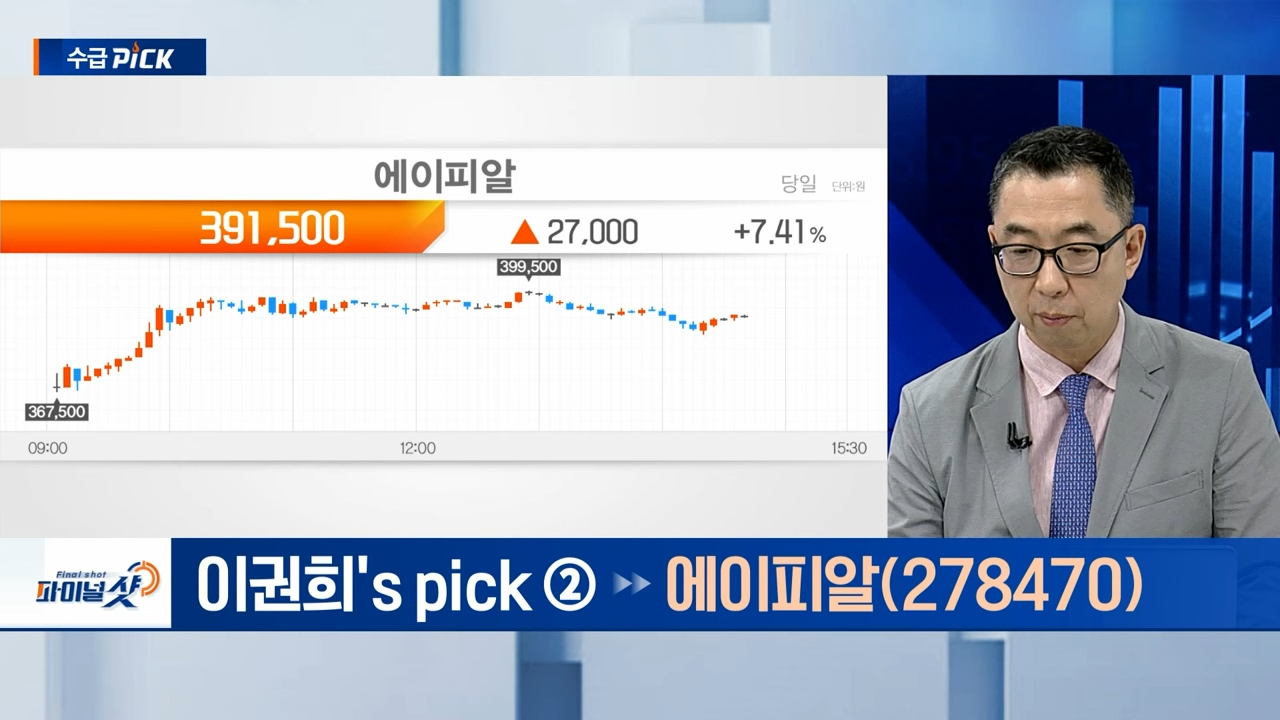 수급 PiCK
에이피알
당일 단위:원
391,500 ▲ 27,000 +7.41%
399,500
367,500
09:00 12:00 15:30
Final shot
파이널샷
이권희's pick ② ▸▸ 에이피알(278470)